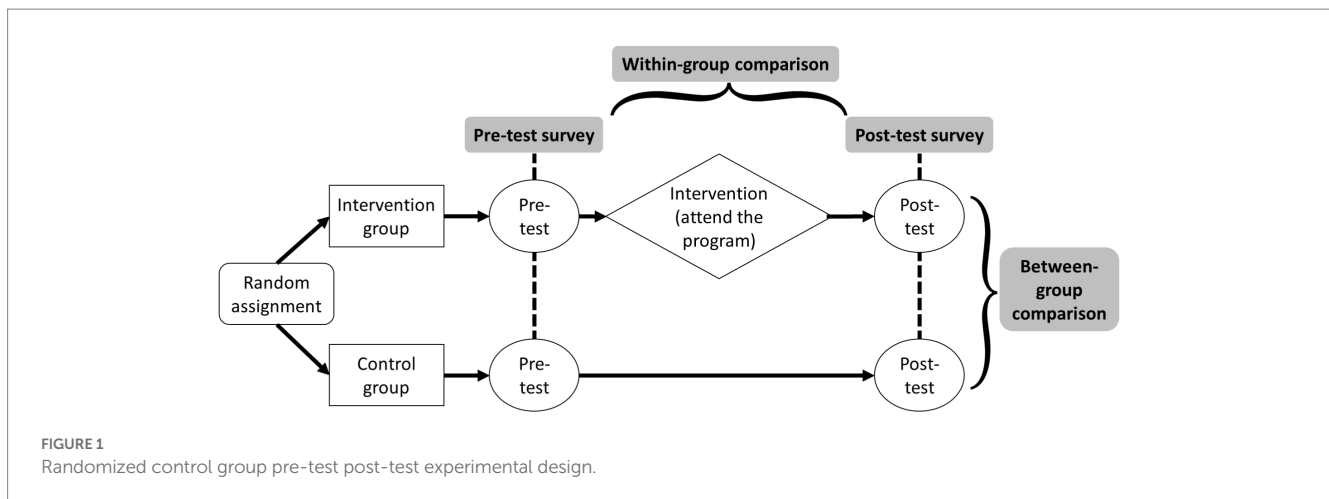 Within-group comparison
Pre-test survey
Post-test survey
Intervention
group
Pre-
test
Intervention
(attend the
program)
Post-
test
Random
assignment
Between-
group
comparison
Control
group
Pre-
test
Post-
test
FIGURE 1
Randomized control group pre-test post-test experimental design.